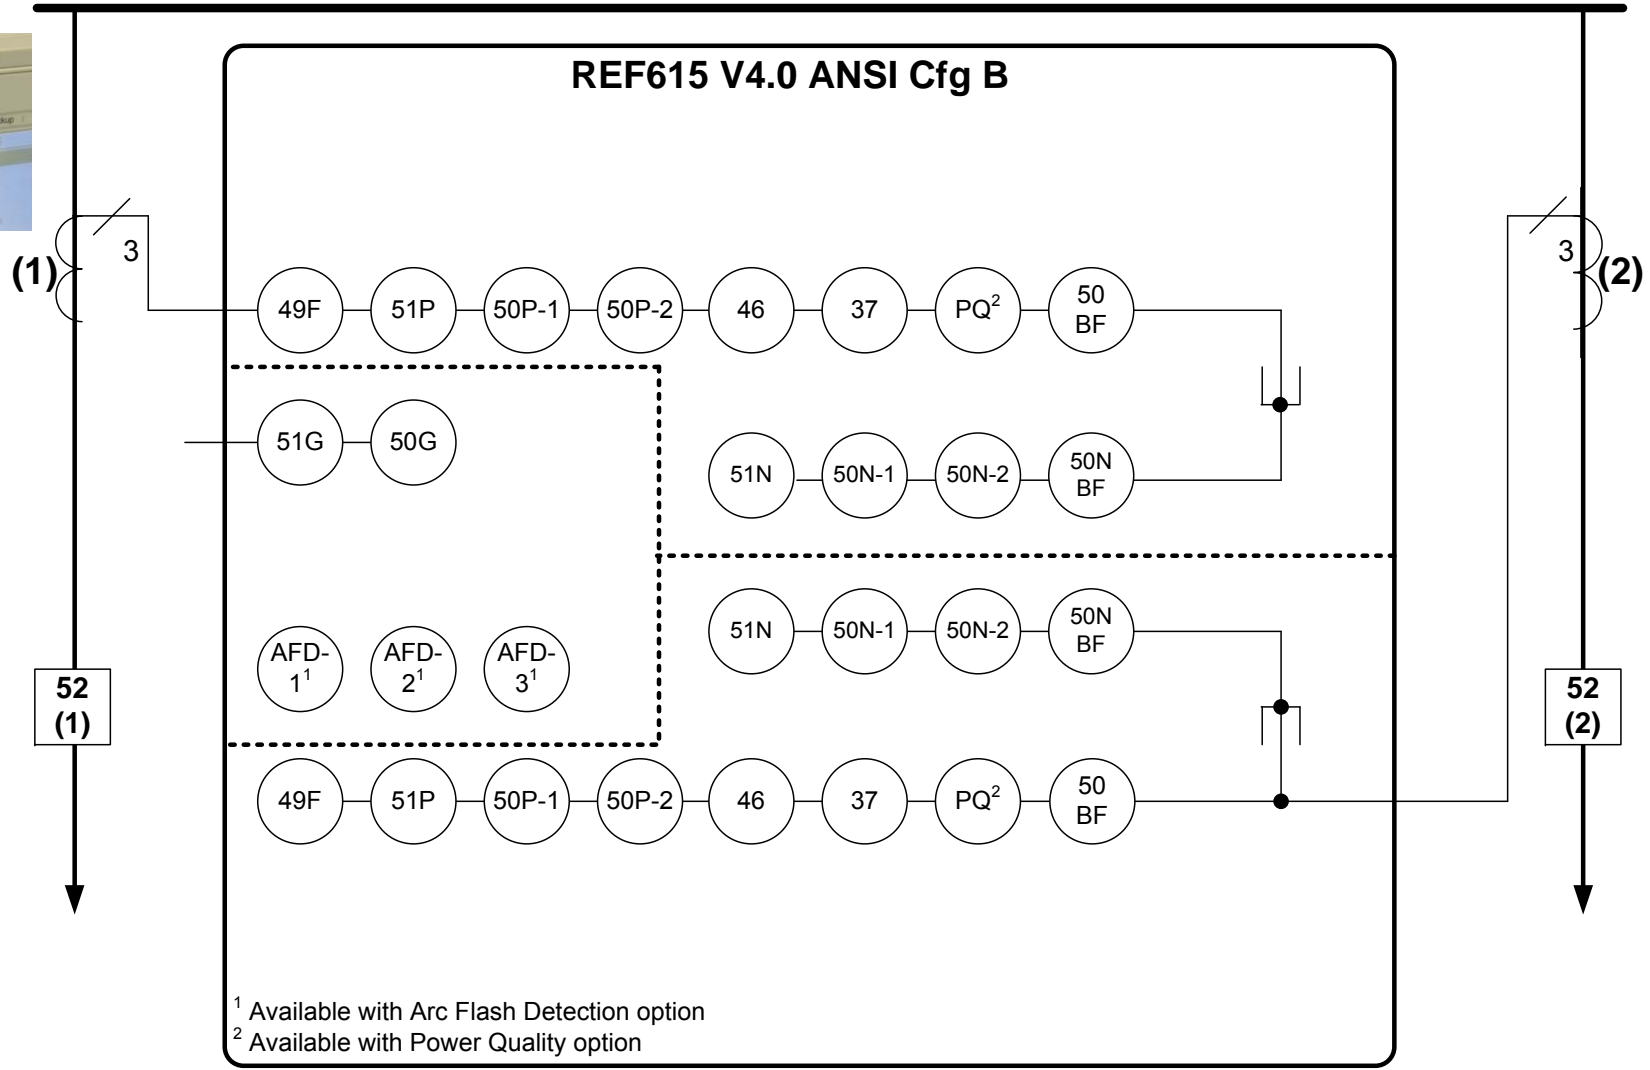 REF615 V4.0 ANSI Cfg B
(1)
3
3
(2)
49F 51P 50P-1 50P-2 46 37 PQ² 50
BF
51G 50G
51N 50N-1 50N-2 50N
BF
51N 50N-1 50N-2 50N
BF
AFD-
1¹
AFD-
2¹
AFD-
3¹
52
(1)
52
(2)
49F 51P 50P-1 50P-2 46 37 PQ² 50
BF
¹ Available with Arc Flash Detection option
² Available with Power Quality option